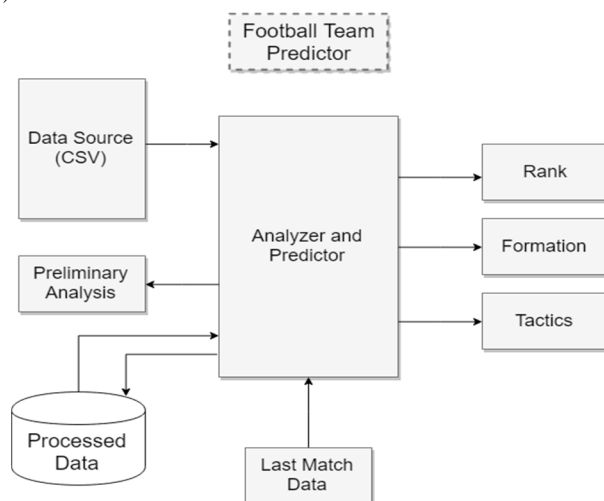 )
Football Team
Predictor
Data Source
(CSV)
Analyzer and
Predictor
Rank
Formation
Tactics
Preliminary
Analysis
Processed
Data
Last Match
Data